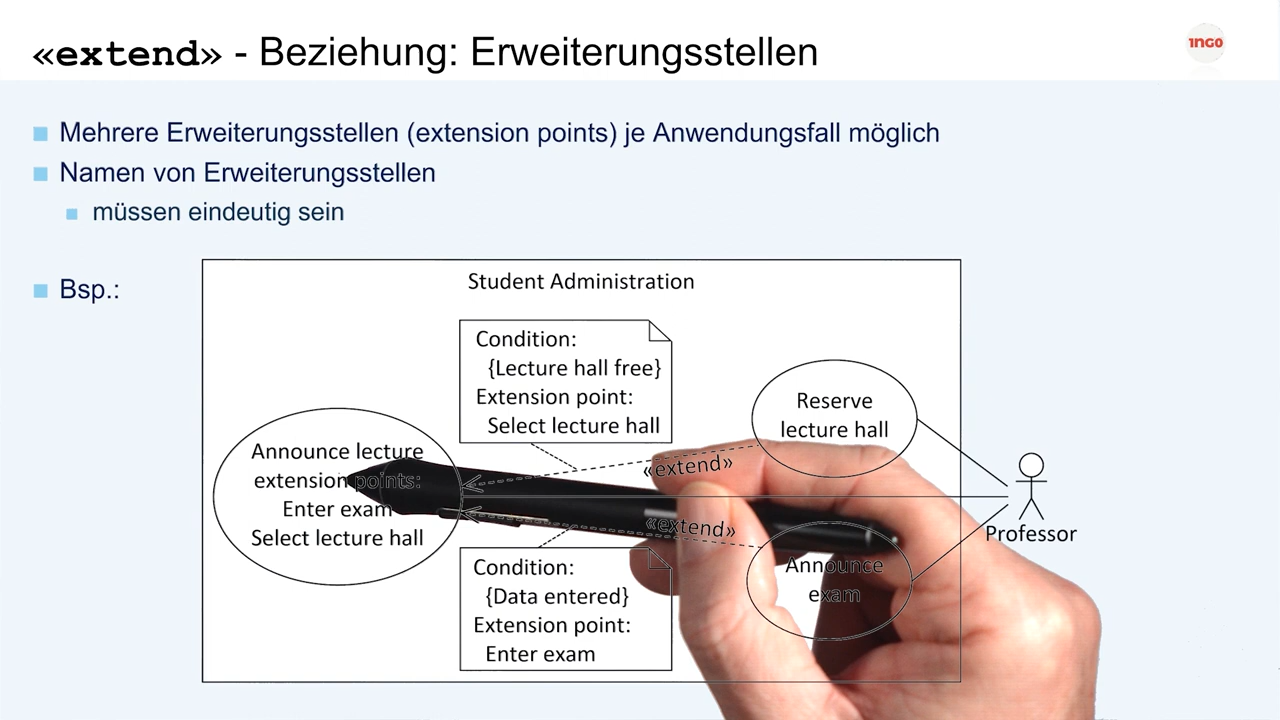 «extend» - Beziehung: Erweiterungsstellen
1NGO
Mehrere Erweiterungsstellen (extension points) je Anwendungsfall möglich
Namen von Erweiterungsstellen
müssen eindeutig sein
Bsp.:
Student Administration
Condition:
{Lecture hall free}
Extension point:
Select lecture hall
Reserve
lecture hall
Announce lecture
extension points:
Enter exam
Select lecture hall
«extend»
«extend»
Professor
Announce
exam
Condition:
{Data entered}
Extension point:
Enter exam